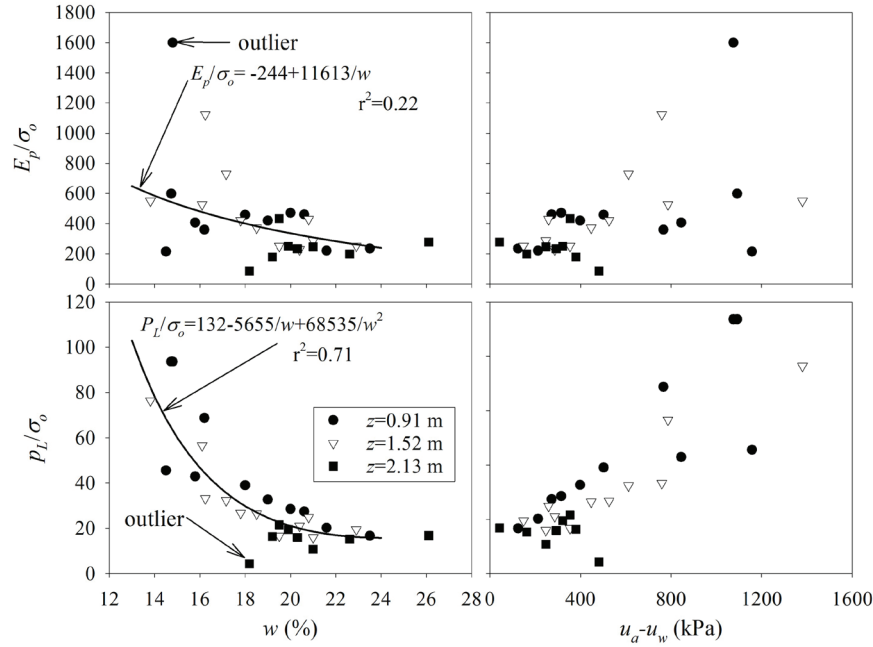 1800
1600
1400
1200
1000
800
600
400
200
0
E_p/σ_o
outlier
E_p/σ_o= -244+11613/w
r²=0.22
120
100
80
60
40
20
0
p_L/σ_o
P_L/σ_o=132-5655/w+68535/w²
r²=0.71
z=0.91 m
z=1.52 m
z=2.13 m
outlier
12 14 16 18 20 22 24 26 28
w (%)
0 400 800 1200 1600
u_a-u_w (kPa)